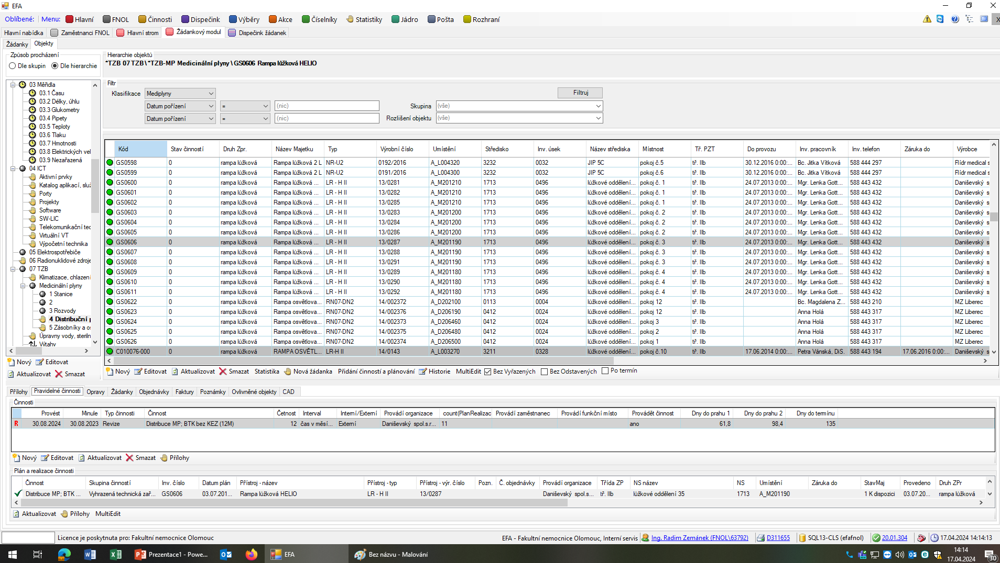 EFA
Oblíbené: Menu: Hlavní FNOL Činnosti Dispečink Výběry Akce Číselníky Statistiky Jádro Pošta Rozhraní
Hlavní nabídka Zaměstnanci FNOL Hlavní strom Žádankový modul Dispečink žádanek
Žádanky Objekty
Způsob procházení
Dle skupin Dle hierarchie
Hierarchie objektů
*TZB 07 TZB \ *TZB-MP Medicinální plyny \ GS0606 Rampa lůžková HELIO
03 Měřidla
03.1 Času
03.2 Délky, úhlu
03.3 Glukometry
03.4 Pipety
03.5 Teploty
03.6 Tlaku
03.7 Hmotnosti
03.8 Elektrických vel
03.9 Nezařazená
04 ICT
Aktivní prvky
Katalog aplikací, služ
Porty
Projekty
Software
SW-LIC
Telekomunikační tec
Virtuální VT
Výpočetní technika
05 Elektrospotřebiče
06 Radionuklidové zdroje
07 TZB
Klimatizace, chlazení
Medicinální plyny
1 Stanice
2
3 Rozvody
4 Distribuční p
5 Zásobníky a o
Úpravny vody, steriln
Výtahy
Nový Editovat
Aktualizovat Smazat
Filtr
Klasifikace Mediplyny Filtruj
Datum pořízení = (nic) Skupina (vše)
Datum pořízení = (nic) Rozlišení objektu (vše)
Kód Stav činností Druh Zpr. Název Majetku Typ Výrobní číslo Umístění Středisko Inv. úsek Název střediska Místnost Tř. PZT Do provozu Inv. pracovník Inv. telefon Záruka do Výrobce
GS0598 0 rampa lůžková Rampa lůžková 2 L NR-U2 0192/2016 A_L004320 3232 0032 JIP 5C pokoj č.5 tř. IIb 30.12.2016 0:00:... Bc. Jitka Vítková 588 444 297 Flídr medical s
GS0599 0 rampa lůžková Rampa lůžková 2 L NR-U2 0191/2016 A_L004300 3232 0032 JIP 5C pokoj č.6 tř. IIb 30.12.2016 0:00:... Bc. Jitka Vítková 588 444 297 Flídr medical s
GS0600 0 rampa lůžková Rampa lůžková ... LR - H II 13/0281 A_M201210 1713 0496 lůžkové oddělení... pokoj č. 1 tř. IIb 24.07.2013 0:00:... Mgr. Lenka Gott... 588 443 432 Daniševský s
GS0601 0 rampa lůžková Rampa lůžková ... LR - H II 13/0282 A_M201210 1713 0496 lůžkové oddělení... pokoj č. 1 tř. IIb 24.07.2013 0:00:... Mgr. Lenka Gott... 588 443 432 Daniševský s
GS0602 0 rampa lůžková Rampa lůžková ... LR - H II 13/0285 A_M201210 1713 0496 lůžkové oddělení... pokoj č. 1 tř. IIb 24.07.2013 0:00:... Mgr. Lenka Gott... 588 443 432 Daniševský s
GS0603 0 rampa lůžková Rampa lůžková ... LR - H II 13/0283 A_M201200 1713 0496 lůžkové oddělení... pokoj č. 2 tř. IIb 24.07.2013 0:00:... Mgr. Lenka Gott... 588 443 432 Daniševský s
GS0604 0 rampa lůžková Rampa lůžková ... LR - H II 13/0284 A_M201200 1713 0496 lůžkové oddělení... pokoj č. 2 tř. IIb 24.07.2013 0:00:... Mgr. Lenka Gott... 588 443 432 Daniševský s
GS0605 0 rampa lůžková Rampa lůžková ... LR - H II 13/0286 A_M201200 1713 0496 lůžkové oddělení... pokoj č. 2 tř. IIb 24.07.2013 0:00:... Mgr. Lenka Gott... 588 443 432 Daniševský s
GS0606 0 rampa lůžková Rampa lůžková ... LR - H II 13/0287 A_M201190 1713 0496 lůžkové oddělení... pokoj č. 3 tř. IIb 24.07.2013 0:00:... Mgr. Lenka Gott... 588 443 432 Daniševský s
GS0607 0 rampa lůžková Rampa lůžková ... LR - H II 13/0288 A_M201190 1713 0496 lůžkové oddělení... pokoj č. 3 tř. IIb 24.07.2013 0:00:... Mgr. Lenka Gott... 588 443 432 Daniševský s
GS0608 0 rampa lůžková Rampa lůžková ... LR - H II 13/0291 A_M201190 1713 0496 lůžkové oddělení... pokoj č. 3 tř. IIb 24.07.2013 0:00:... Mgr. Lenka Gott... 588 443 432 Daniševský s
GS0609 0 rampa lůžková Rampa lůžková ... LR - H II 13/0289 A_M201180 1713 0496 lůžkové oddělení... pokoj č. 4 tř. IIb 24.07.2013 0:00:... Mgr. Lenka Gott... 588 443 432 Daniševský s
GS0610 0 rampa lůžková Rampa lůžková ... LR - H II 13/0290 A_M201180 1713 0496 lůžkové oddělení... pokoj č. 4 tř. IIb 24.07.2013 0:00:... Mgr. Lenka Gott... 588 443 432 Daniševský s
GS0611 0 rampa lůžková Rampa lůžková ... LR - H II 13/0292 A_M201180 1713 0496 lůžkové oddělení... pokoj č. 4 tř. IIb 24.07.2013 0:00:... Mgr. Lenka Gott... 588 443 432 Daniševský s
GS0622 0 rampa lůžková Rampa osvětlova... RN07-DN2 14/002372 A_D202100 0113 0004 lůžkové oddělení... pokoj 12 tř. IIb Bc. Magdalena Z... 588 443 210 MZ Liberec
GS0623 0 rampa lůžková Rampa osvětlova... RN07-DN2 14/002376 A_D206190 0412 0024 lůžkové oddělení... pokoj 12 tř. IIb Anna Holá 588 443 317 MZ Liberec
GS0624 0 rampa lůžková Rampa osvětlova... RN07-DN2 14/002373 A_D206460 0412 0024 lůžkové oddělení... pokoj 3 tř. IIb Anna Holá 588 443 317 MZ Liberec
GS0625 0 rampa lůžková Rampa osvětlova... RN07-DN2 14/002375 A_D206480 0412 0024 lůžkové oddělení... pokoj 2 tř. IIb Anna Holá 588 443 317 MZ Liberec
GS0626 0 rampa lůžková Rampa osvětlova... RN07-DN2 14/002374 A_D206500 0412 0024 lůžkové oddělení... pokoj 1 tř. IIb Anna Holá 588 443 317 MZ Liberec
C010076-000 0 rampa lůžková RAMPA OSVĚTL... LR-H II 14/0143 A_L003270 3211 0328 lůžkové oddělení... pokoj č.10 tř. IIb 17.06.2014 0:00:... Petra Vánská, DiS. 588 443 194 17.06.2016 0:00:... Daniševský s
Nový Editovat Aktualizovat Smazat Statistika Nová žádanka Přidání činností a plánování Historie MultiEdit Bez Vyřazených Bez Odstavených Po termín
Přílohy Pravidelné činnosti Opravy Žádanky Objednávky Faktury Poznámky Ovlivněné objekty CAD
Činnosti
Provést Minule Typ činnosti Činnost Četnost Interval Interní/Externí Provádí organizace count(PlanRealizac Provádí zaměstnanec Provádí funkční místo Provádět činnost Dny do prahu 1 Dny do prahu 2 Dny do termínu
R 30.08.2024 30.08.2023 Revize Distribuce MP; BTK bez KEZ (12M) 12 čas v měsí... Externí Daniševský spol.s.r... 11 ano 61,8 98,4 135
Nový Editovat Aktualizovat Smazat Přílohy
Plán a realizace činnosti
Činnost Skupina činností Inv. číslo Datum plán Přístroj - název Přístroj - typ Přístroj - výr. číslo Pozn. Č. objednávky Provádí organizace Třída ZP NS název NS Umístění Záruka do StavMaj Provedeno Druh ZPr
Distribuce MP; BTK ... Vyhrazená technická zař... GS0606 03.07.201... Rampa lůžková HELIO LR - H II 13/0287 Daniševský spol.s... tř. IIb lůžkové oddělení 35 1713 A_M201190 1 K dispozici 03.07.20... rampa lůžková
Aktualizovat Přílohy MultiEdit
Licence je poskytnuta pro: Fakultní nemocnice Olomouc EFA - Fakultní nemocnice Olomouc, Interní servis Ing. Radim Zemánek (FNOL\63792) D311655 SQL13-CLS (efafnol) 20.01.304 17.04.2024 14:14:13
Prezentace1 - Powe... EFA Bez názvu - Malování 14:14
17.04.2024 30